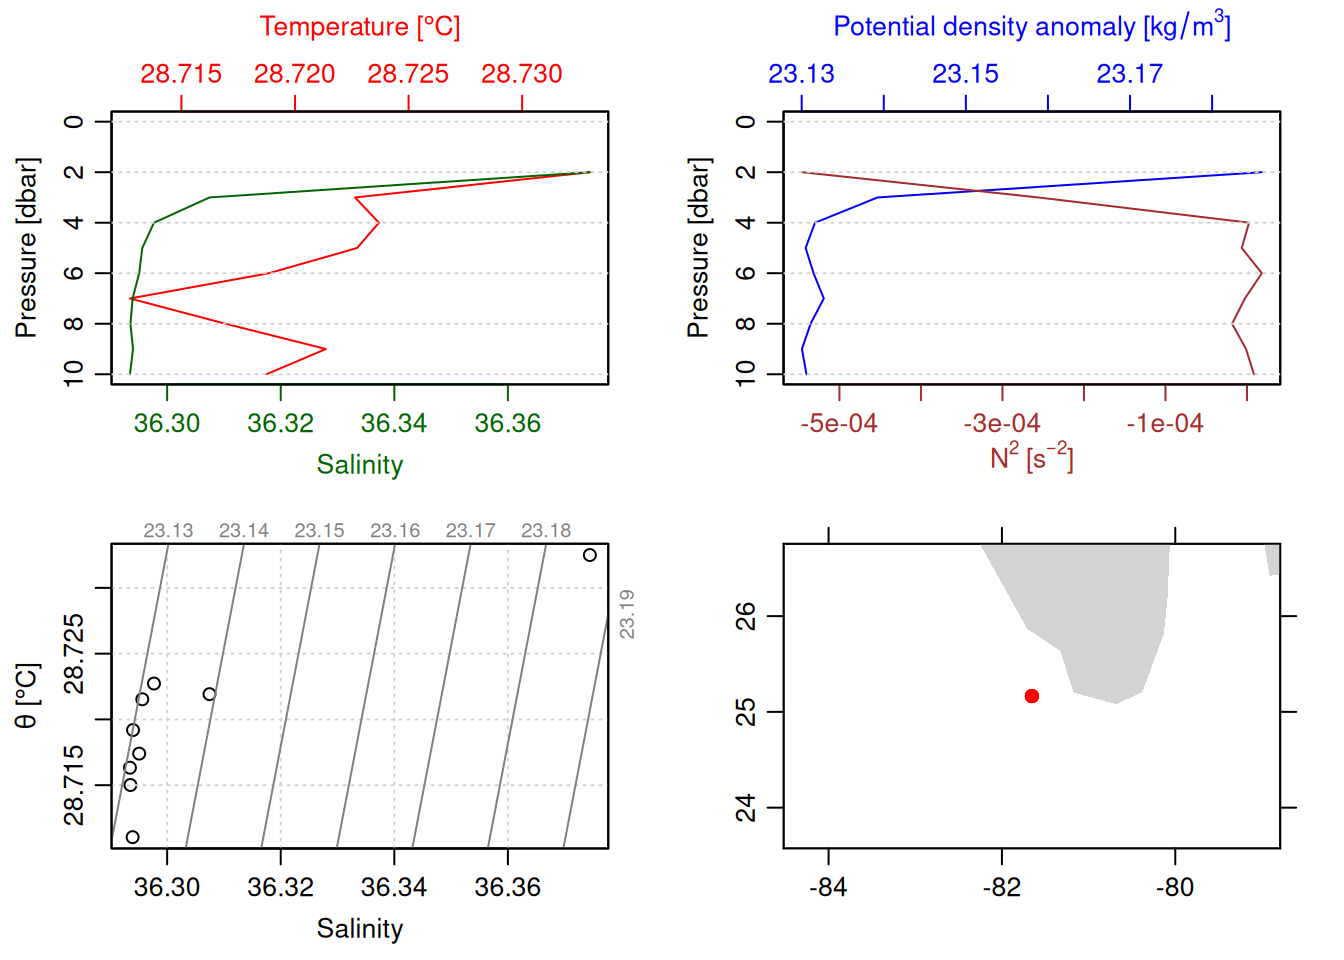 Temperature [°C]
28.715 28.720 28.725 28.730
Pressure [dbar]
0
2
4
6
8
10
36.30 36.32 36.34 36.36
Salinity
Potential density anomaly [kg/m³]
23.13 23.15 23.17
Pressure [dbar]
0
2
4
6
8
10
-5e-04 -3e-04 -1e-04
N² [s⁻²]
23.13 23.14 23.15 23.16 23.17 23.18
23.19
θ [°C]
28.725
28.715
36.30 36.32 36.34 36.36
Salinity
26
25
24
-84 -82 -80